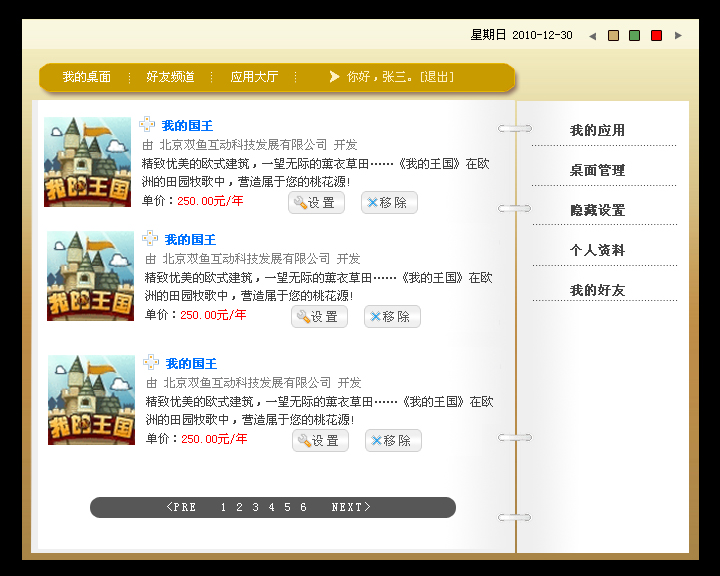 星期日 2010-12-30
我的桌面 好友频道 应用大厅 你好，张三。[退出]
我的王国
我的国王
由 北京双鱼互动科技发展有限公司 开发
精致优美的欧式建筑，一望无际的薰衣草田……《我的王国》在欧
洲的田园牧歌中，营造属于您的桃花源!
单价：250.00元/年 设置 移除
我的王国
我的国王
由 北京双鱼互动科技发展有限公司 开发
精致优美的欧式建筑，一望无际的薰衣草田……《我的王国》在欧
洲的田园牧歌中，营造属于您的桃花源!
单价：250.00元/年 设置 移除
我的王国
我的国王
由 北京双鱼互动科技发展有限公司 开发
精致优美的欧式建筑，一望无际的薰衣草田……《我的王国》在欧
洲的田园牧歌中，营造属于您的桃花源!
单价：250.00元/年 设置 移除
<PRE 1 2 3 4 5 6 NEXT>
我的应用
桌面管理
隐藏设置
个人资料
我的好友